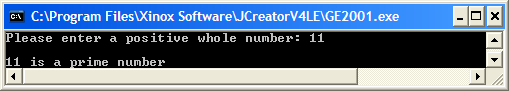 C:\Program Files\Xinox Software\JCreatorV4LE\GE2001.exe
Please enter a positive whole number: 11
11 is a prime number